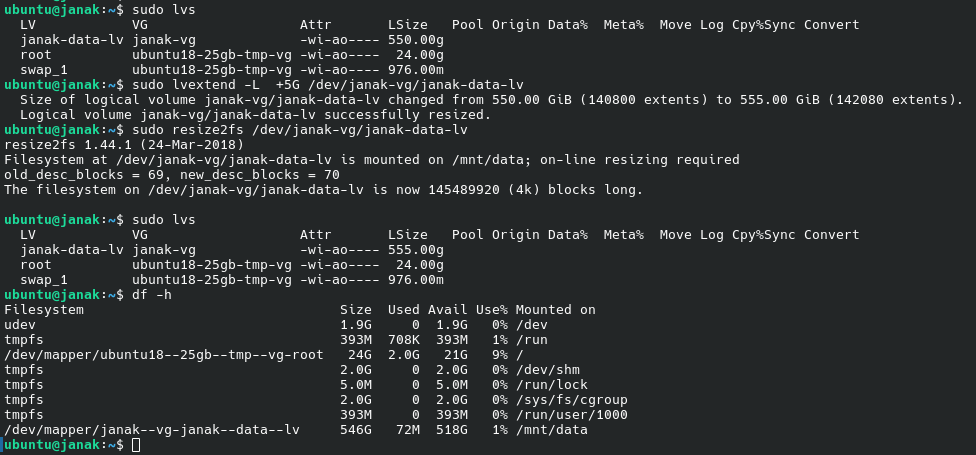 ubuntu@janak:~$ sudo lvs
  LV            VG                   Attr       LSize   Pool Origin Data%  Meta%  Move Log Cpy%Sync Convert
  janak-data-lv janak-vg             -wi-ao---- 550.00g
  root          ubuntu18-25gb-tmp-vg -wi-ao----  24.00g
  swap_1        ubuntu18-25gb-tmp-vg -wi-ao---- 976.00m
ubuntu@janak:~$ sudo lvextend -L  +5G /dev/janak-vg/janak-data-lv
  Size of logical volume janak-vg/janak-data-lv changed from 550.00 GiB (140800 extents) to 555.00 GiB (142080 extents).
  Logical volume janak-vg/janak-data-lv successfully resized.
ubuntu@janak:~$ sudo resize2fs /dev/janak-vg/janak-data-lv
resize2fs 1.44.1 (24-Mar-2018)
Filesystem at /dev/janak-vg/janak-data-lv is mounted on /mnt/data; on-line resizing required
old_desc_blocks = 69, new_desc_blocks = 70
The filesystem on /dev/janak-vg/janak-data-lv is now 145489920 (4k) blocks long.

ubuntu@janak:~$ sudo lvs
  LV            VG                   Attr       LSize   Pool Origin Data%  Meta%  Move Log Cpy%Sync Convert
  janak-data-lv janak-vg             -wi-ao---- 555.00g
  root          ubuntu18-25gb-tmp-vg -wi-ao----  24.00g
  swap_1        ubuntu18-25gb-tmp-vg -wi-ao---- 976.00m
ubuntu@janak:~$ df -h
Filesystem                                Size  Used Avail Use% Mounted on
udev                                      1.9G     0  1.9G   0% /dev
tmpfs                                     393M  708K  393M   1% /run
/dev/mapper/ubuntu18--25gb--tmp--vg-root   24G  2.0G   21G   9% /
tmpfs                                     2.0G     0  2.0G   0% /dev/shm
tmpfs                                     5.0M     0  5.0M   0% /run/lock
tmpfs                                     2.0G     0  2.0G   0% /sys/fs/cgroup
tmpfs                                     393M     0  393M   0% /run/user/1000
/dev/mapper/janak--vg-janak--data--lv     546G   72M  518G   1% /mnt/data
ubuntu@janak:~$